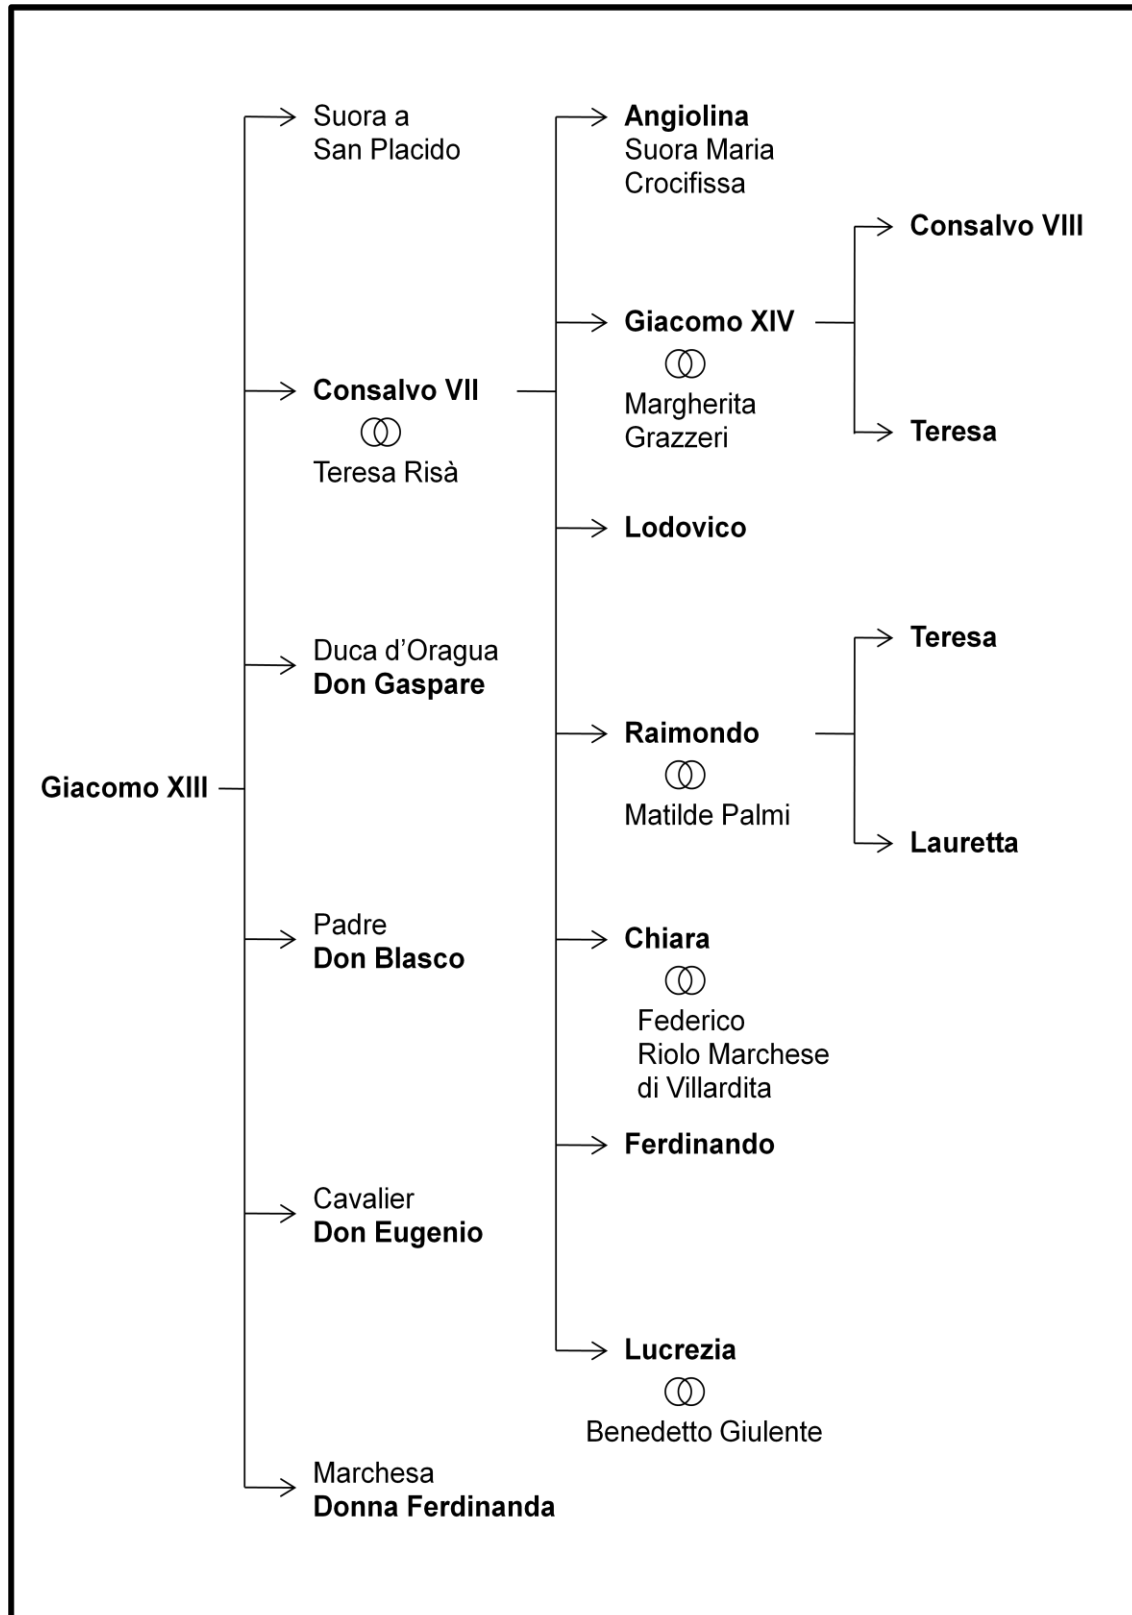 Giacomo XIII
Suora a
San Placido
Consalvo VII
Teresa Risà
Duca d’Oragua
Don Gaspare
Padre
Don Blasco
Cavalier
Don Eugenio
Marchesa
Donna Ferdinanda
Angiolina
Suora Maria
Crocifissa
Giacomo XIV
Margherita
Grazzeri
Lodovico
Raimondo
Matilde Palmi
Chiara
Federico
Riolo Marchese
di Villardita
Ferdinando
Lucrezia
Benedetto Giulente
Consalvo VIII
Teresa
Teresa
Lauretta